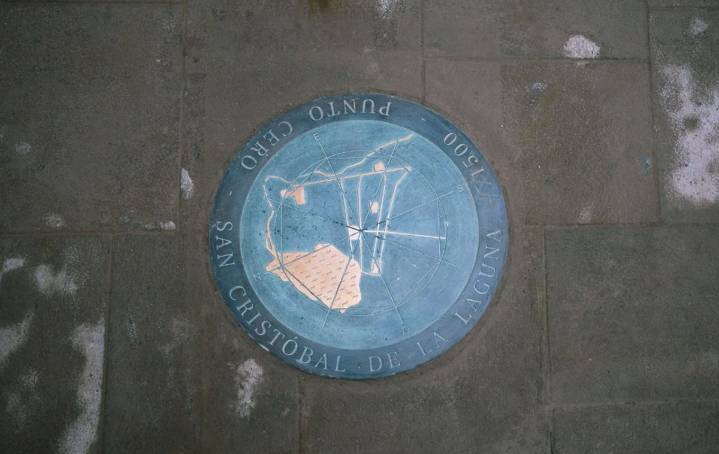 PUNTO CERO
1500
SAN CRISTÓBAL DE LA LAGUNA